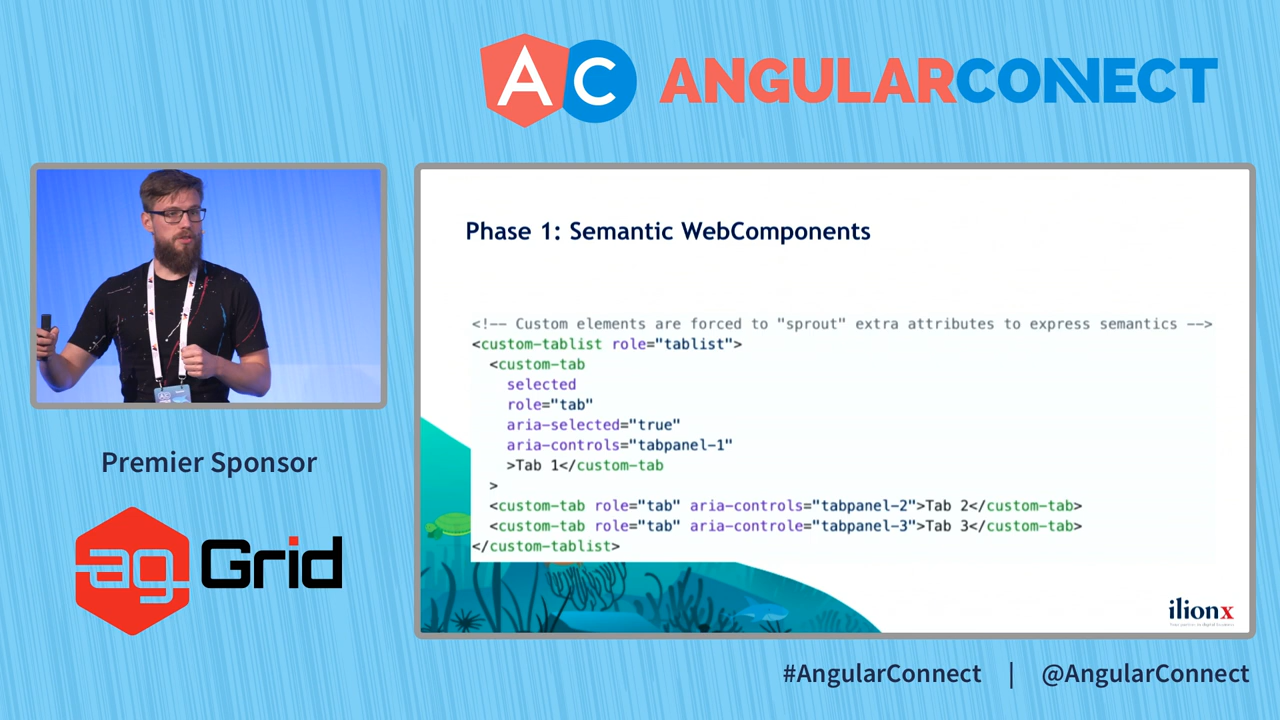 AC ANGULARCONNECT
Phase 1: Semantic WebComponents
<!-- Custom elements are forced to "sprout" extra attributes to express semantics -->
<custom-tablist role="tablist">
<custom-tab
selected
role="tab"
aria-selected="true"
aria-controls="tabpanel-1"
>Tab 1</custom-tab
>
<custom-tab role="tab" aria-controls="tabpanel-2">Tab 2</custom-tab>
<custom-tab role="tab" aria-controle="tabpanel-3">Tab 3</custom-tab>
</custom-tablist>
ilionx
Premier Sponsor
ag Grid
#AngularConnect | @AngularConnect